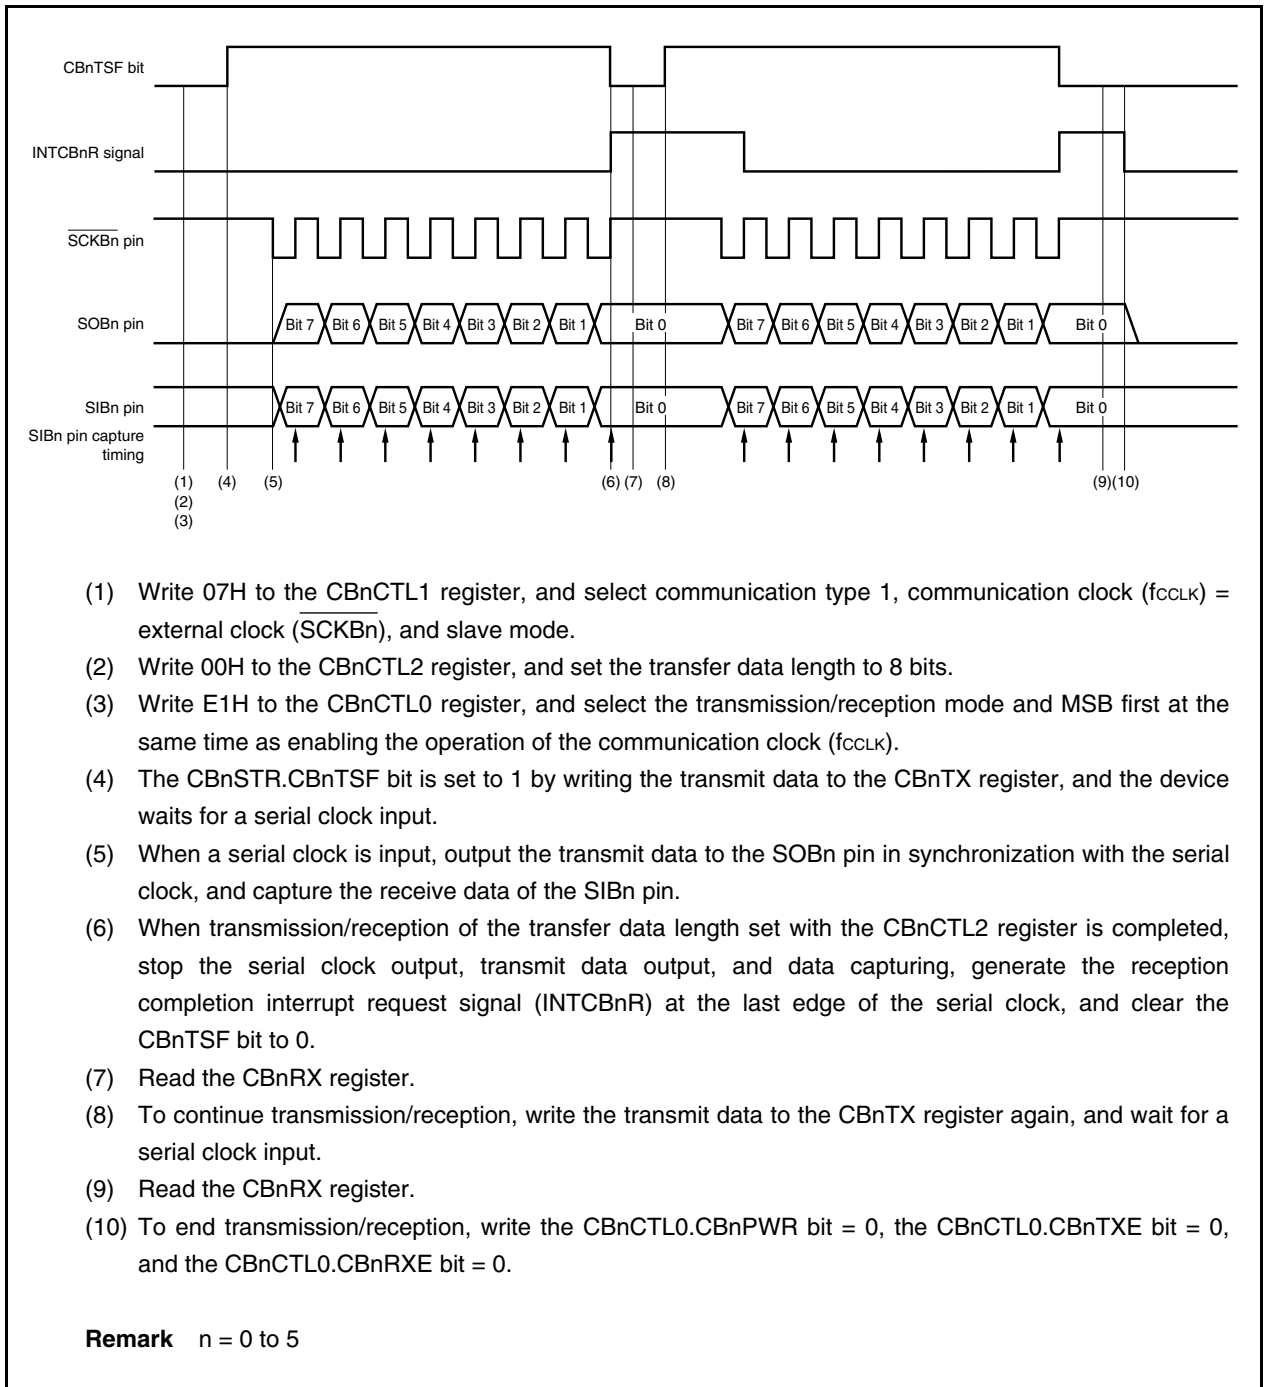 CBnTSF bit
INTCBnR signal
SCKBn pin
SOBn pin
Bit 7 Bit 6 Bit 5 Bit 4 Bit 3 Bit 2 Bit 1 Bit 0 Bit 7 Bit 6 Bit 5 Bit 4 Bit 3 Bit 2 Bit 1 Bit 0
SIBn pin
Bit 7 Bit 6 Bit 5 Bit 4 Bit 3 Bit 2 Bit 1 Bit 0 Bit 7 Bit 6 Bit 5 Bit 4 Bit 3 Bit 2 Bit 1 Bit 0
SIBn pin capture
timing
(1) (4) (5) (6) (7) (8) (9) (10)
(2)
(3)
(1) Write 07H to the CBnCTL1 register, and select communication type 1, communication clock (fCCLK) =
external clock (SCKBn), and slave mode.
(2) Write 00H to the CBnCTL2 register, and set the transfer data length to 8 bits.
(3) Write E1H to the CBnCTL0 register, and select the transmission/reception mode and MSB first at the
same time as enabling the operation of the communication clock (fCCLK).
(4) The CBnSTR.CBnTSF bit is set to 1 by writing the transmit data to the CBnTX register, and the device
waits for a serial clock input.
(5) When a serial clock is input, output the transmit data to the SOBn pin in synchronization with the serial
clock, and capture the receive data of the SIBn pin.
(6) When transmission/reception of the transfer data length set with the CBnCTL2 register is completed,
stop the serial clock output, transmit data output, and data capturing, generate the reception
completion interrupt request signal (INTCBnR) at the last edge of the serial clock, and clear the
CBnTSF bit to 0.
(7) Read the CBnRX register.
(8) To continue transmission/reception, write the transmit data to the CBnTX register again, and wait for a
serial clock input.
(9) Read the CBnRX register.
(10) To end transmission/reception, write the CBnCTL0.CBnPWR bit = 0, the CBnCTL0.CBnTXE bit = 0,
and the CBnCTL0.CBnRXE bit = 0.
Remark n = 0 to 5